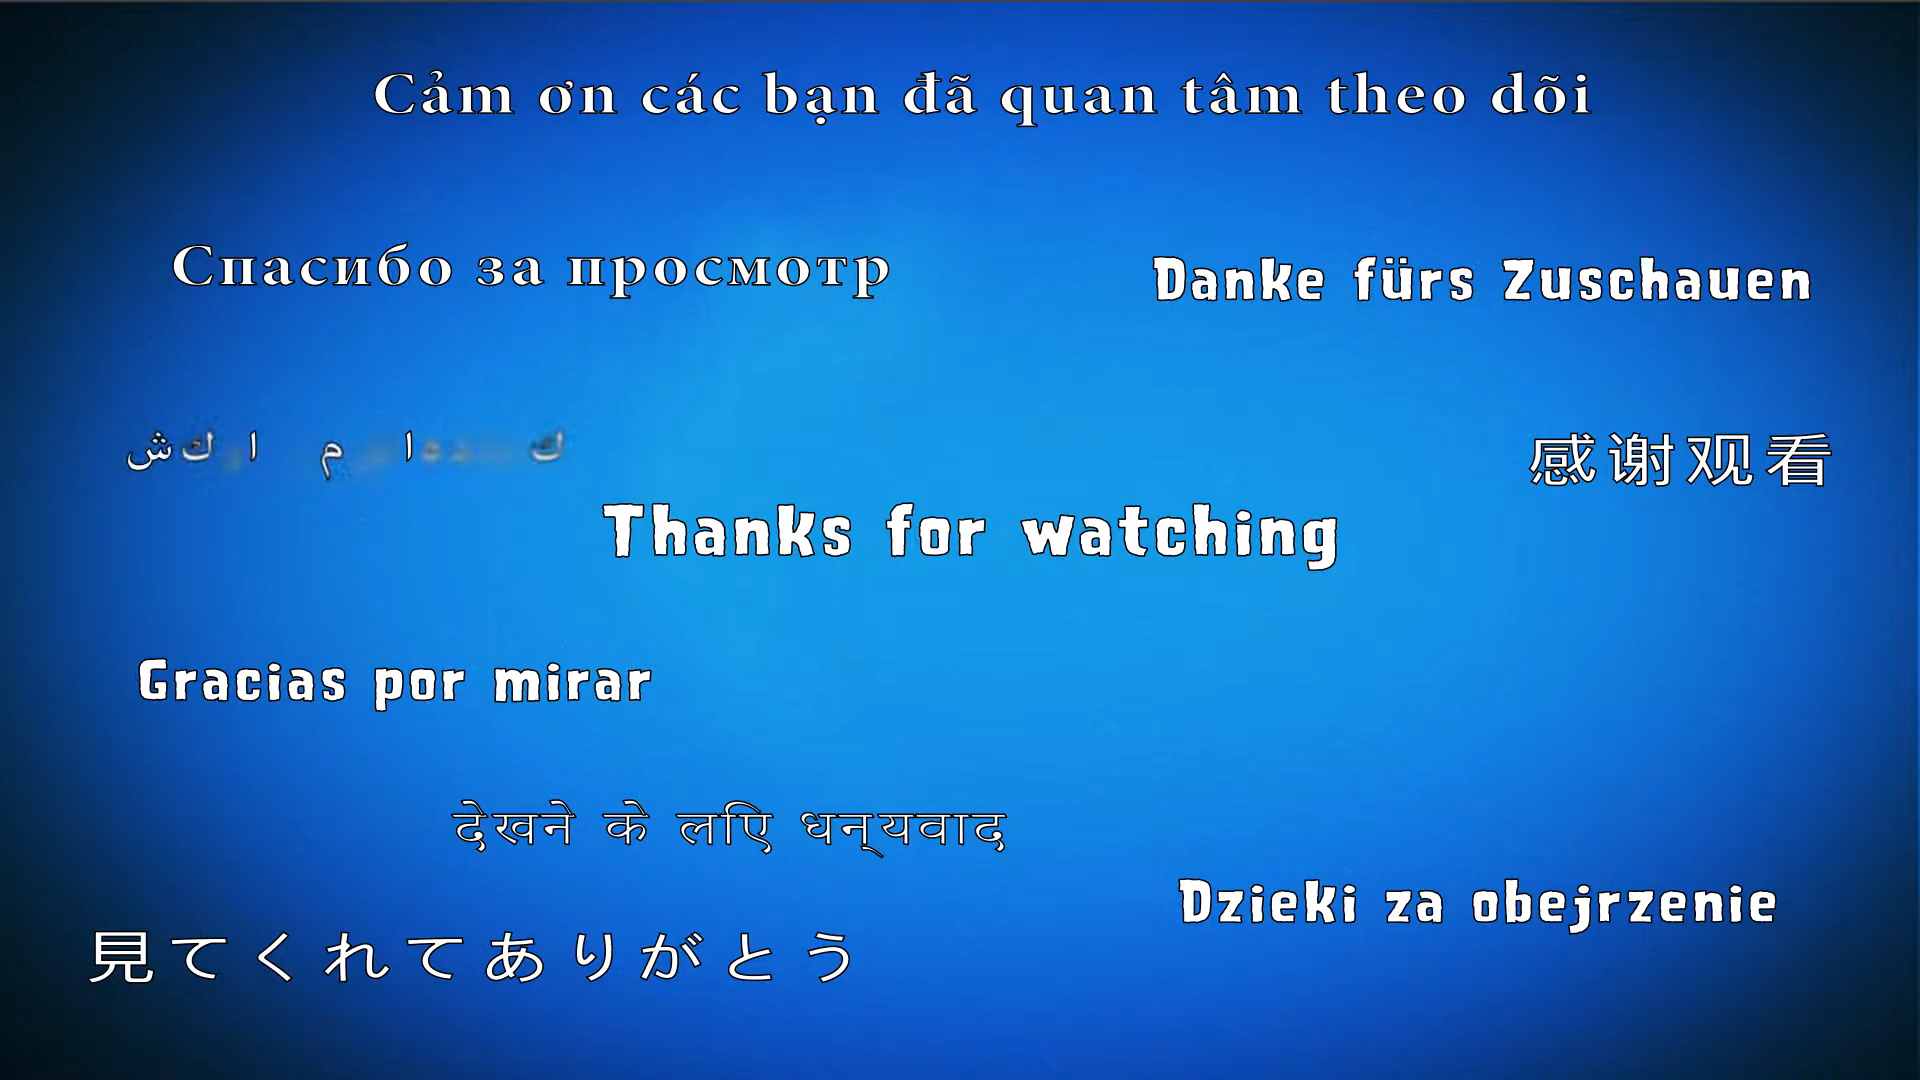 Cảm ơn các bạn đã quan tâm theo dõi
Спасибо за просмотр
Danke fürs Zuschauen
感谢观看
Thanks for watching
Gracias por mirar
देखने के लिए धन्यवाद
Dzieki za obejrzenie
見てくれてありがとう